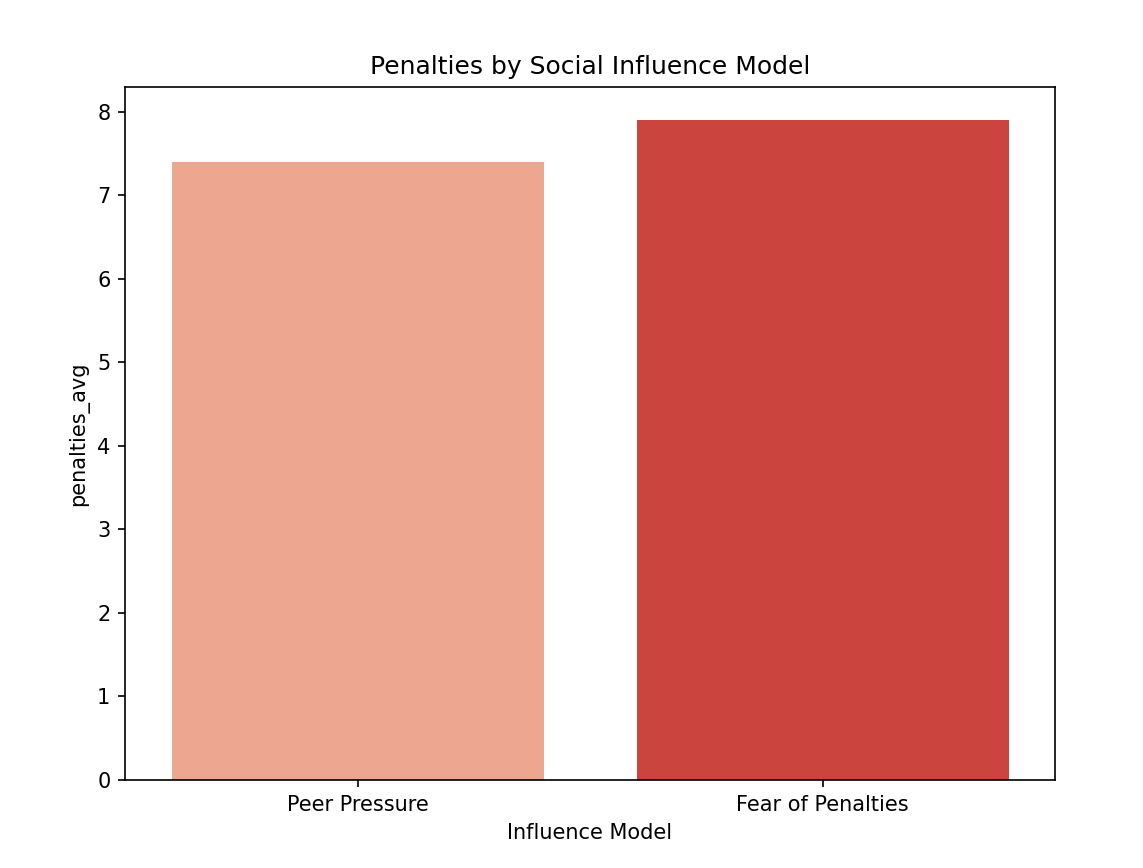 Penalties by Social Influence Model
penalties_avg
8
7
6
5
4
3
2
1
0
Peer Pressure
Fear of Penalties
Influence Model